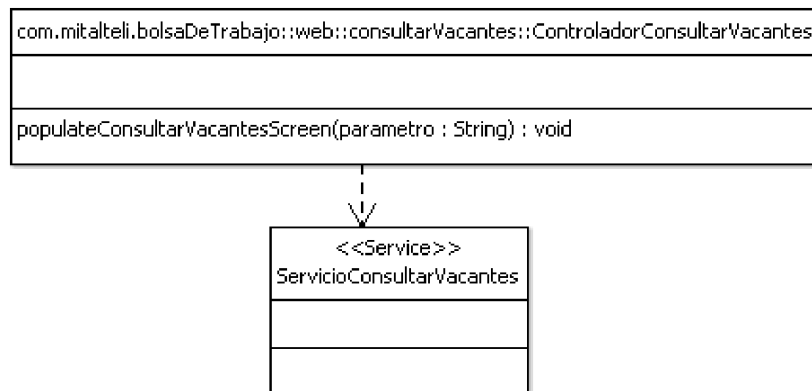 com.mitalteli.bolsaDeTrabajo::web::consultarVacantes::ControladorConsultarVacantes
populateConsultarVacantesScreen(parametro : String) : void
<<Service>>
ServicioConsultarVacantes